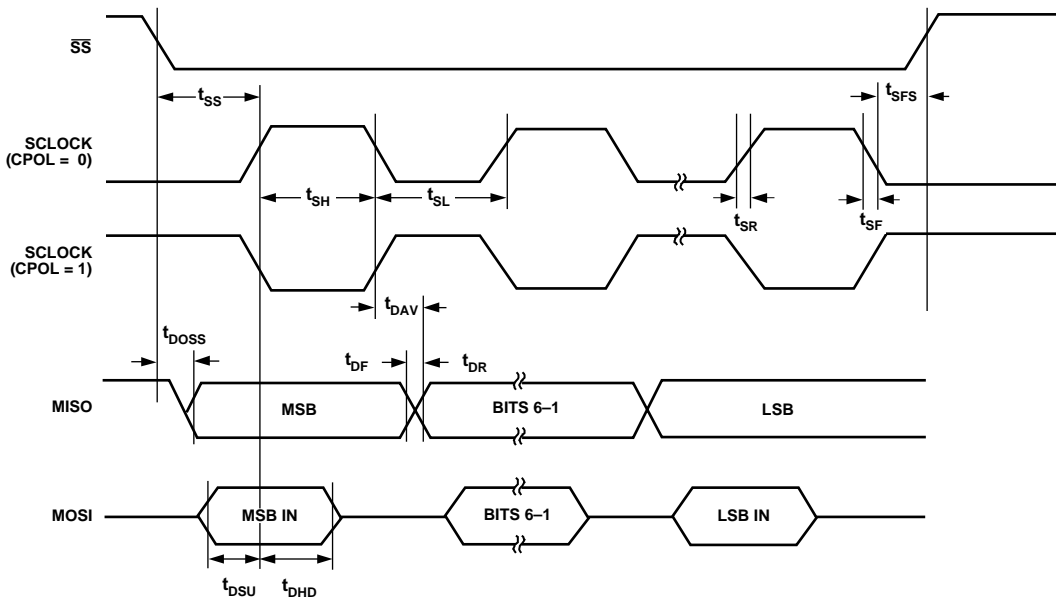 SS
tSS
tSFS
SCLOCK
(CPOL = 0)
tSH
tSL
tSR
tSF
SCLOCK
(CPOL = 1)
tDAV
tDOSS
tDF
tDR
MISO
MSB
BITS 6–1
LSB
MOSI
MSB IN
BITS 6–1
LSB IN
tDSU
tDHD